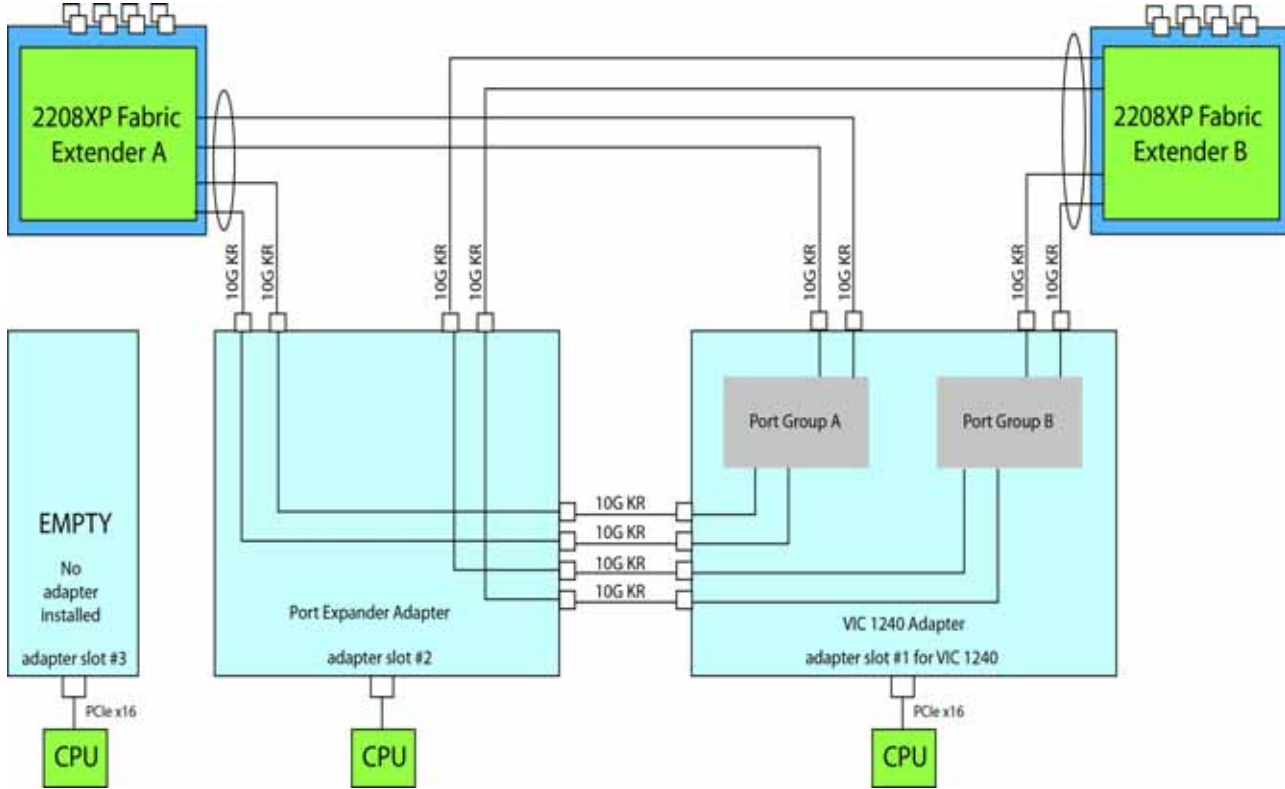 2208XP Fabric
Extender A
2208XP Fabric
Extender B
10G KR
10G KR
10G KR
10G KR
10G KR
10G KR
10G KR
10G KR
Port Group A
Port Group B
10G KR
10G KR
10G KR
10G KR
EMPTY
No
adapter
installed
adapter slot #3
Port Expander Adapter
adapter slot #2
VIC 1240 Adapter
adapter slot #1 for VIC 1240
PCIe x16
PCIe x16
CPU
CPU
CPU